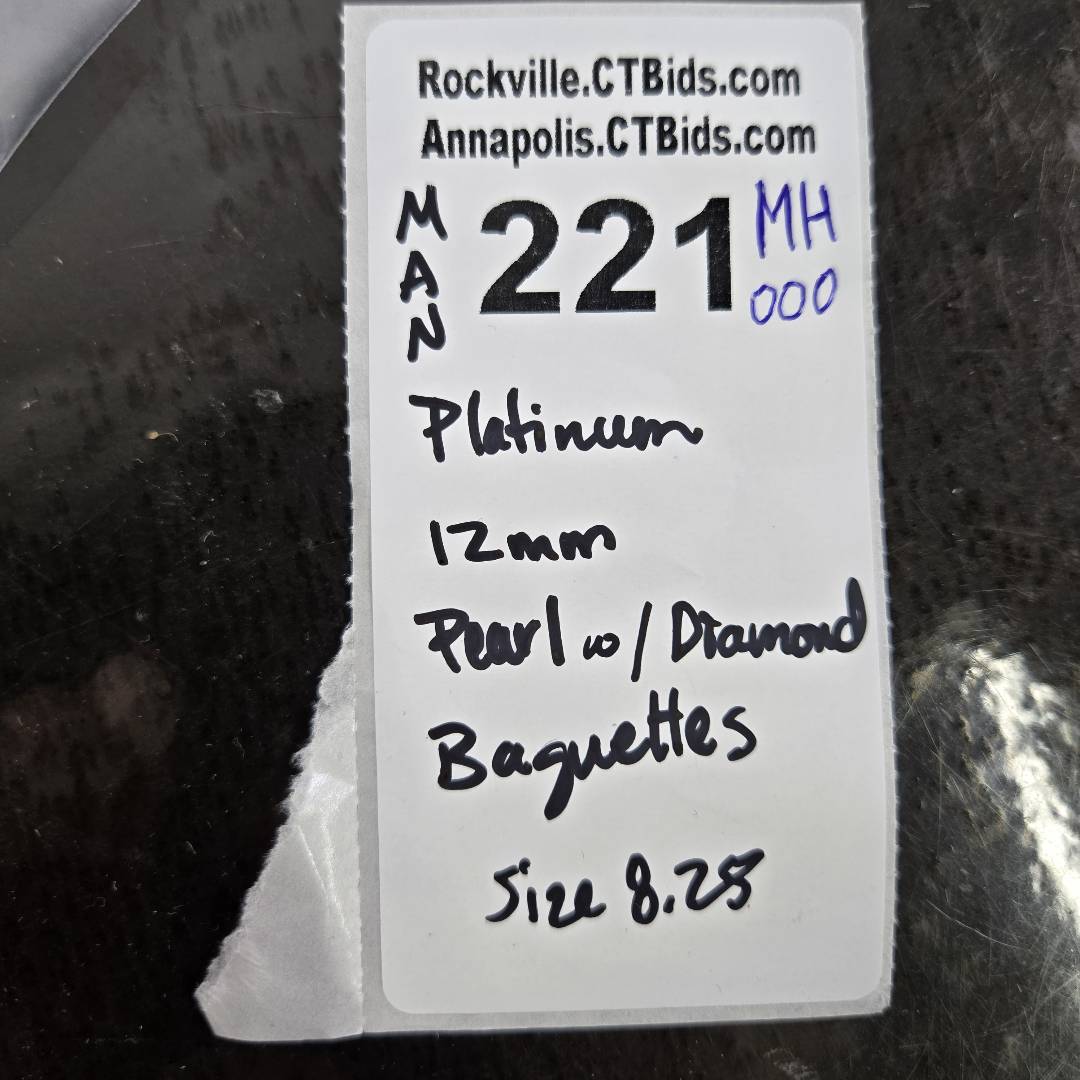 Rockville.CTBids.com
Annapolis.CTBids.com
MAN
221
MH
000
Platinum
12mm
Pearl w/ Diamond
Baguettes
Size 8.25